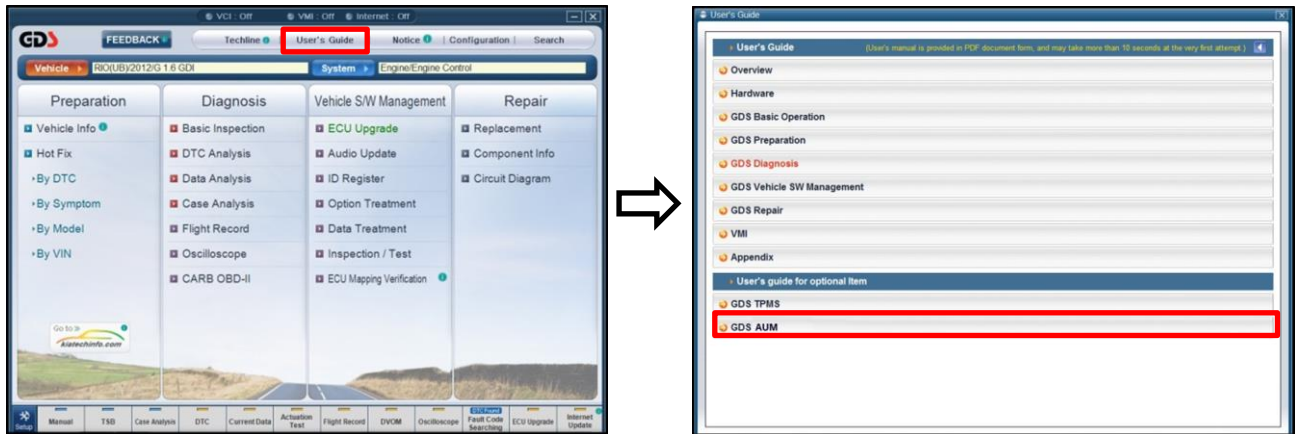 VCI : Off VMI : Off Internet : Off
GDS FEEDBACK Techline User's Guide Notice Configuration Search
Vehicle RIO(UB)/2012/G 1.6 GDI System Engine/Engine Control
Preparation Diagnosis Vehicle S/W Management Repair
Vehicle Info Basic Inspection ECU Upgrade Replacement
Hot Fix DTC Analysis Audio Update Component Info
By DTC Data Analysis ID Register Circuit Diagram
By Symptom Case Analysis Option Treatment
By Model Flight Record Data Treatment
By VIN Oscilloscope Inspection / Test
CARB OBD-II ECU Mapping Verification
Go to
kiatechinfo.com
Setup Manual TSB Case Analysis DTC Current Data Actuation Test Flight Record DVOM Oscilloscope DTC Found Fault Code Searching ECU Upgrade Internet Update
User's Guide
User's Guide (User's manual is provided in PDF document form, and may take more than 10 seconds at the very first attempt.)
Overview
Hardware
GDS Basic Operation
GDS Preparation
GDS Diagnosis
GDS Vehicle SW Management
GDS Repair
VMI
Appendix
User's guide for optional Item
GDS TPMS
GDS AUM